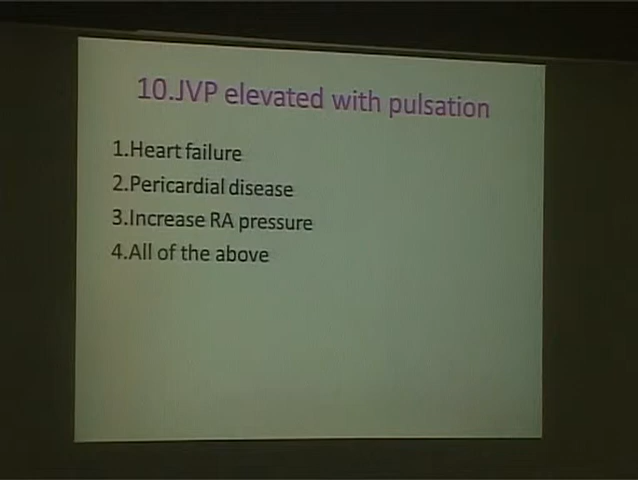 10.JVP elevated with pulsation
1.Heart failure
2.Pericardial disease
3.Increase RA pressure
4.All of the above